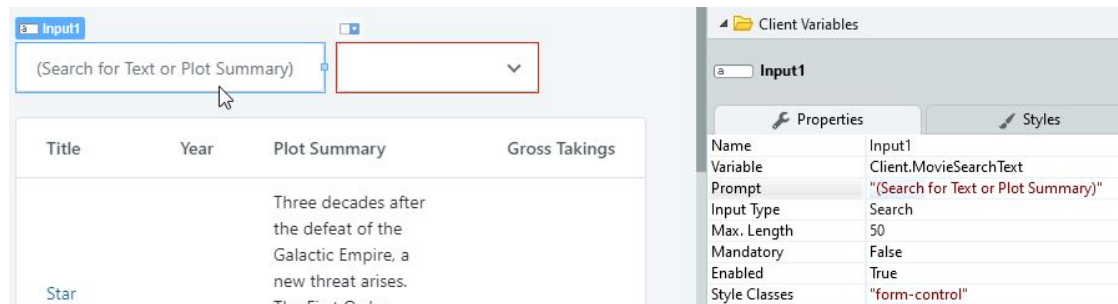 a Input1
(Search for Text or Plot Summary)
Title Year Plot Summary Gross Takings
Three decades after
the defeat of the
Galactic Empire, a
new threat arises.
Star
The First Order
Client Variables
a Input1
Properties Styles
Name Input1
Variable Client.MovieSearchText
Prompt "(Search for Text or Plot Summary)"
Input Type Search
Max. Length 50
Mandatory False
Enabled True
Style Classes "form-control"